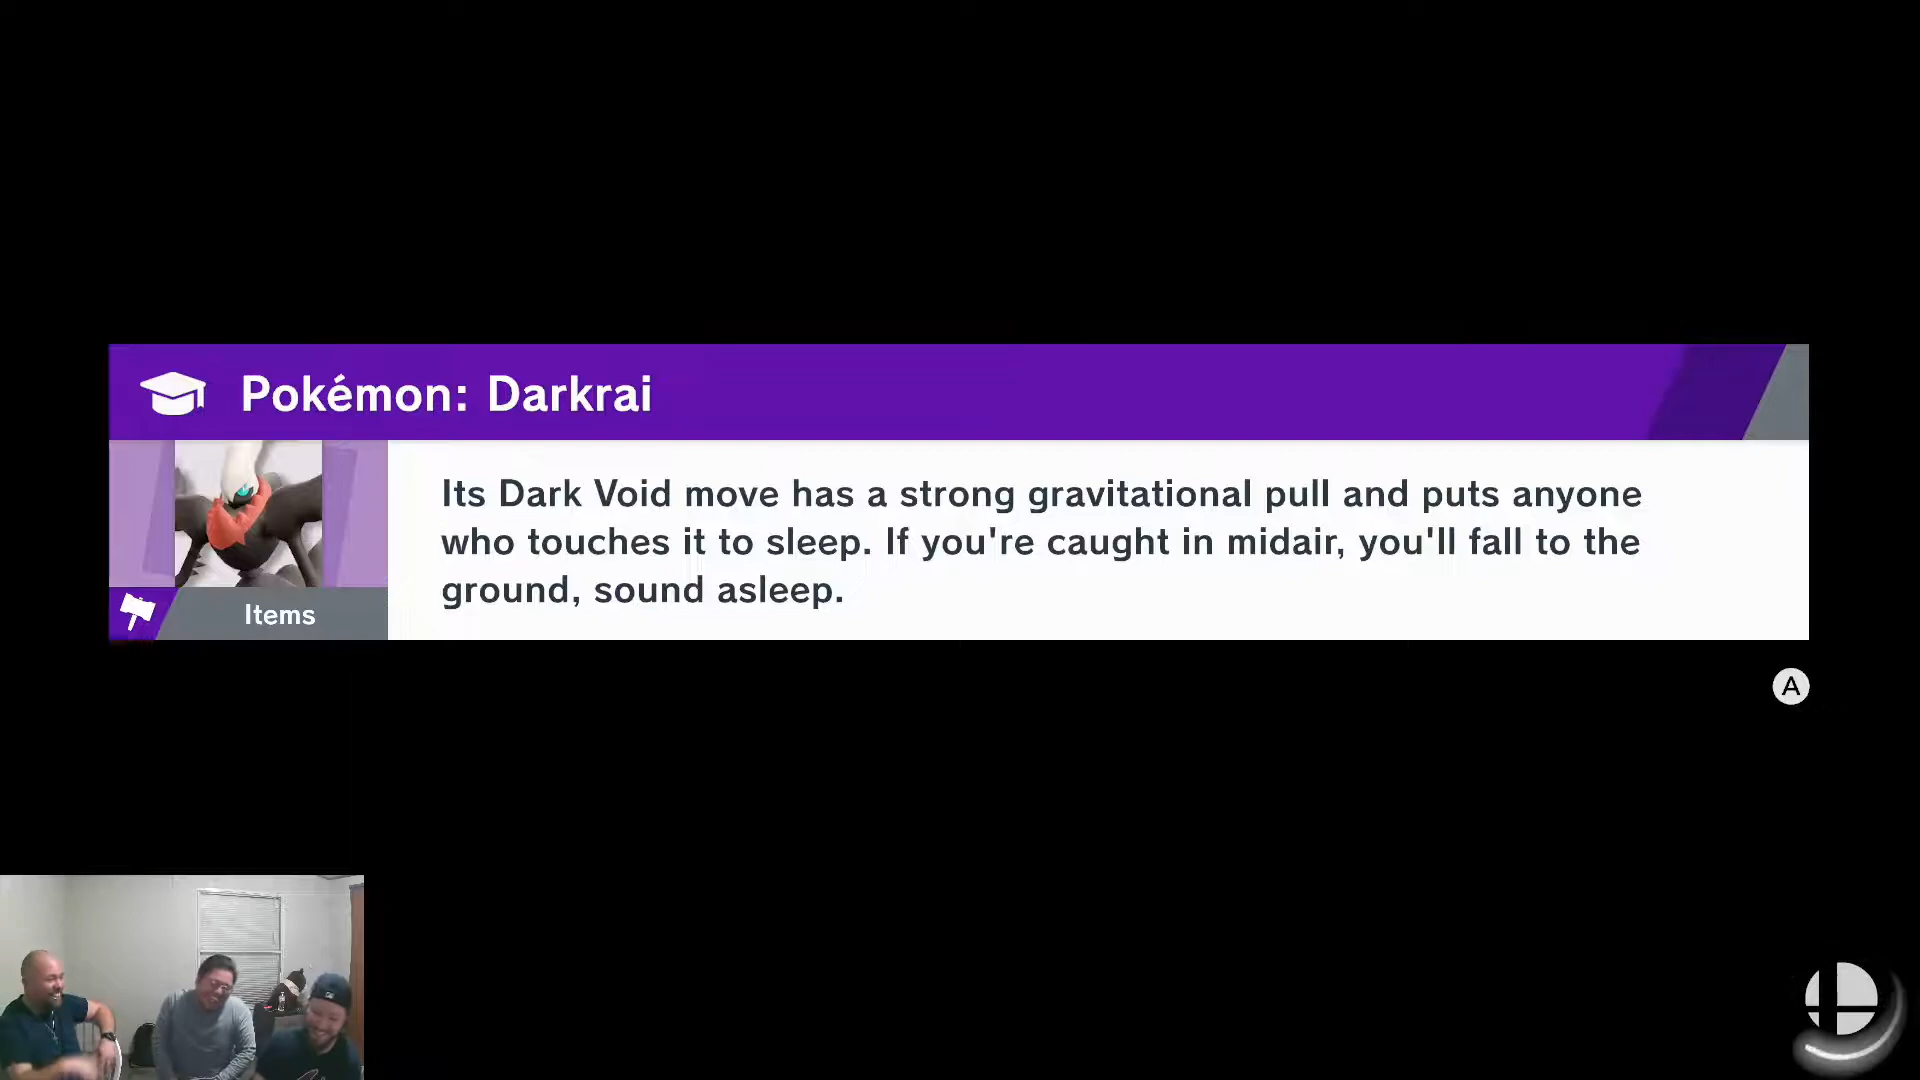 Pokémon: Darkrai
Its Dark Void move has a strong gravitational pull and puts anyone
who touches it to sleep. If you're caught in midair, you'll fall to the
ground, sound asleep.
Items
A